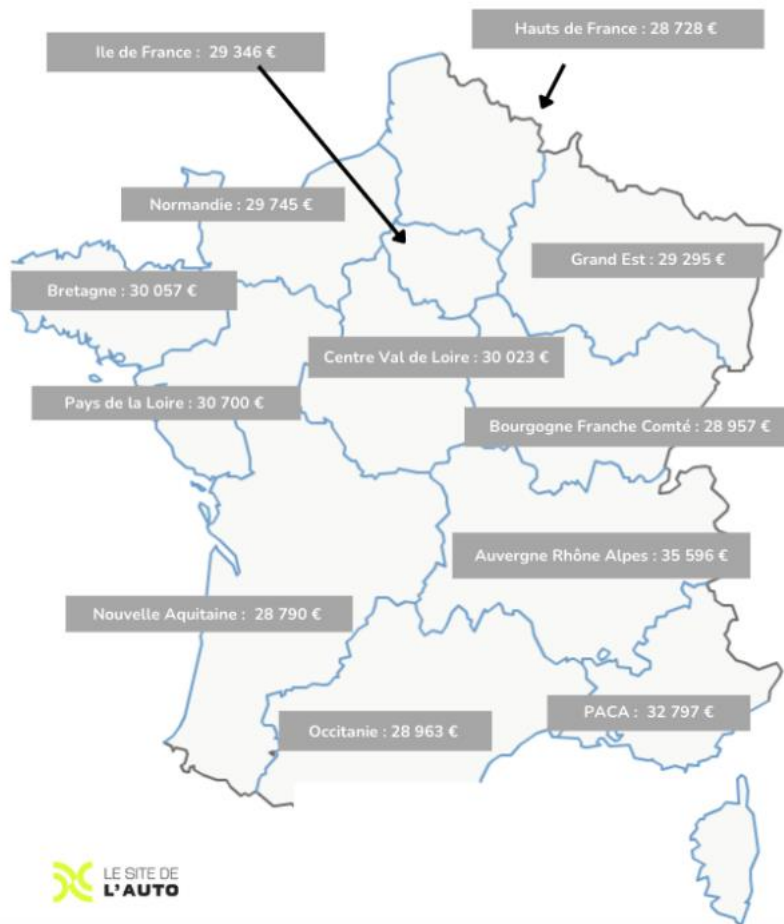 Hauts de France : 28 728 €
Ile de France : 29 346 €
Normandie : 29 745 €
Grand Est : 29 295 €
Bretagne : 30 057 €
Centre Val de Loire : 30 023 €
Pays de la Loire : 30 700 €
Bourgogne Franche Comté : 28 957 €
Auvergne Rhône Alpes : 35 596 €
Nouvelle Aquitaine : 28 790 €
PACA : 32 797 €
Occitanie : 28 963 €
LE SITE DE
L'AUTO